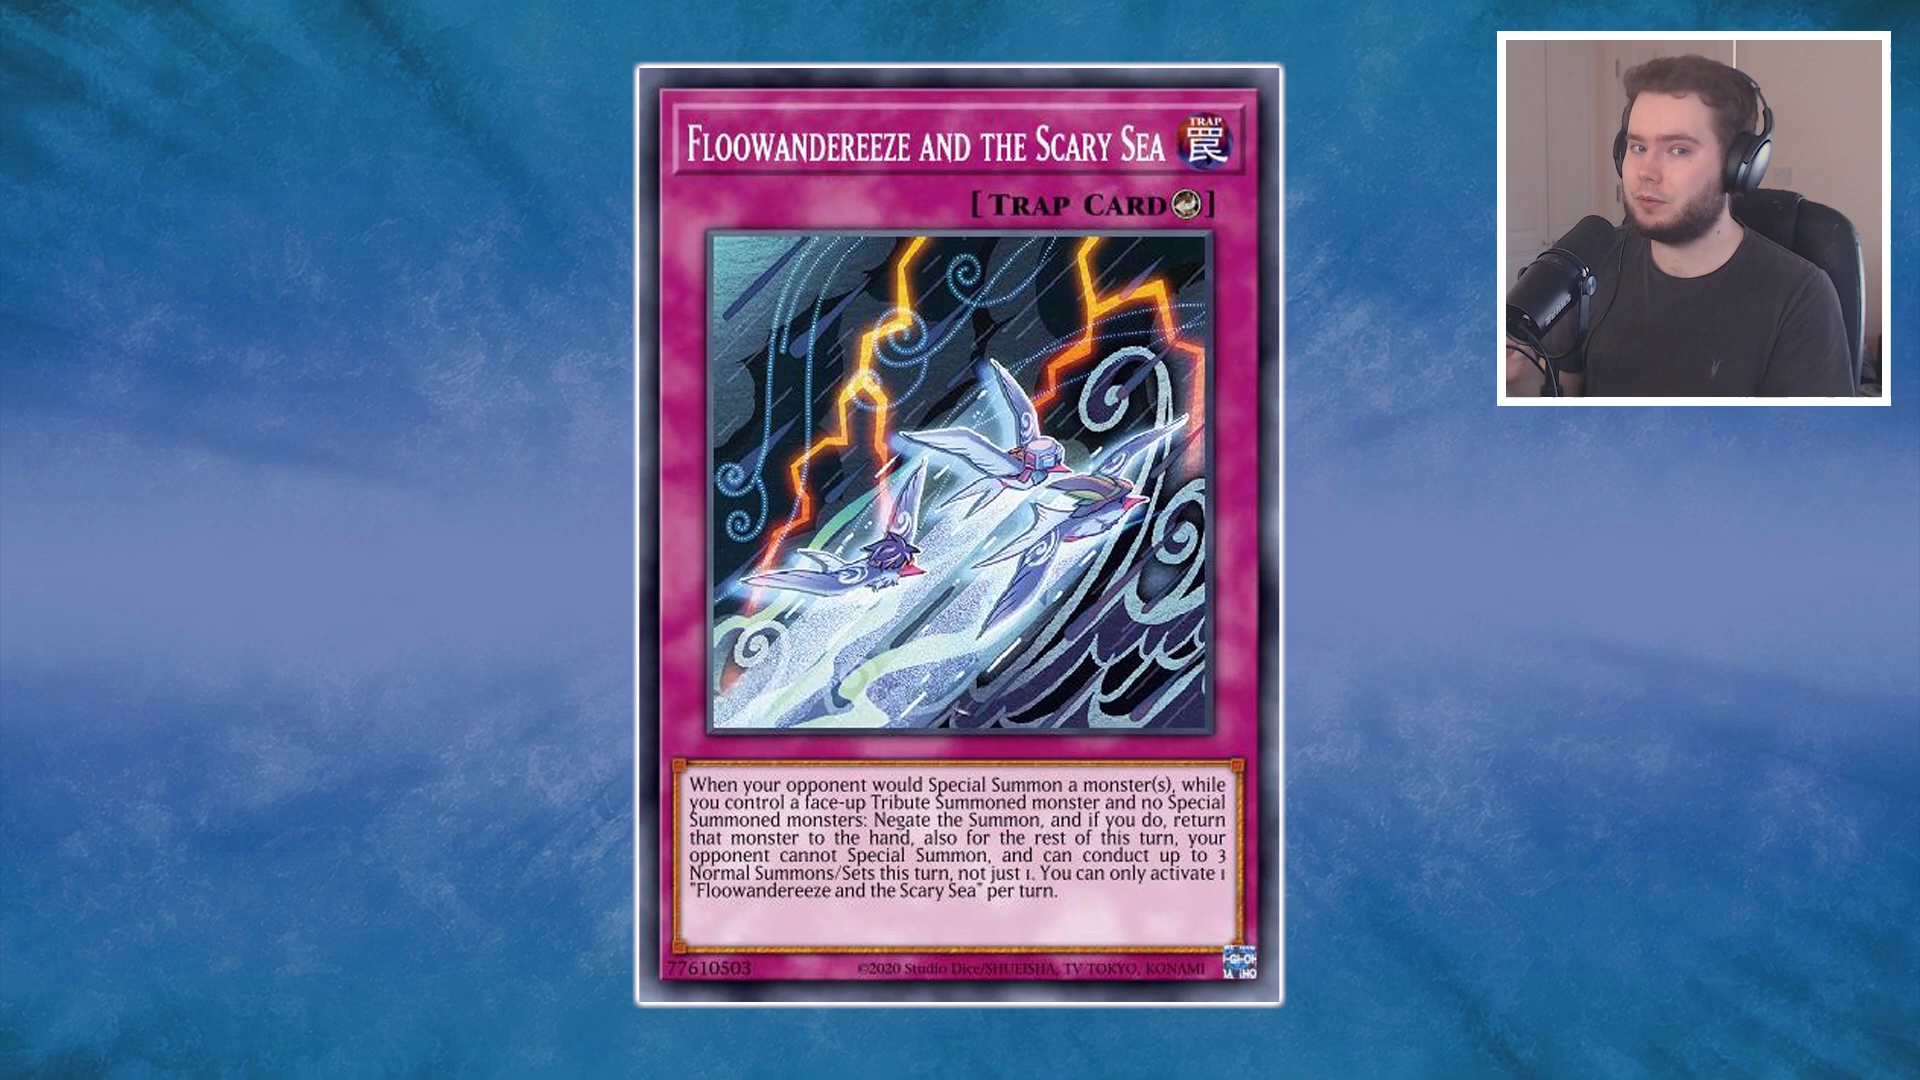 FLOOWANDEREEZE AND THE SCARY SEA
TRAP
罠
[TRAP CARD]
When your opponent would Special Summon a monster(s), while
you control a face-up Tribute Summoned monster and no Special
Summoned monsters: Negate the Summon, and if you do, return
that monster to the hand, also for the rest of this turn, your
opponent cannot Special Summon, and can conduct up to 3
Normal Summons/Sets this turn, not just 1. You can only activate 1
"Floowandereeze and the Scary Sea" per turn.
77610503
©2020 Studio Dice/SHUEISHA, TV TOKYO, KONAMI